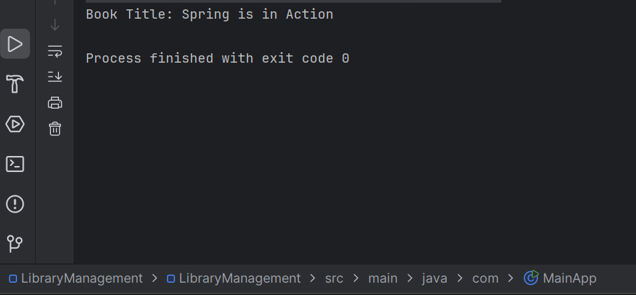 Book Title: Spring is in Action
Process finished with exit code 0
LibraryManagement > LibraryManagement > src > main > java > com > MainApp